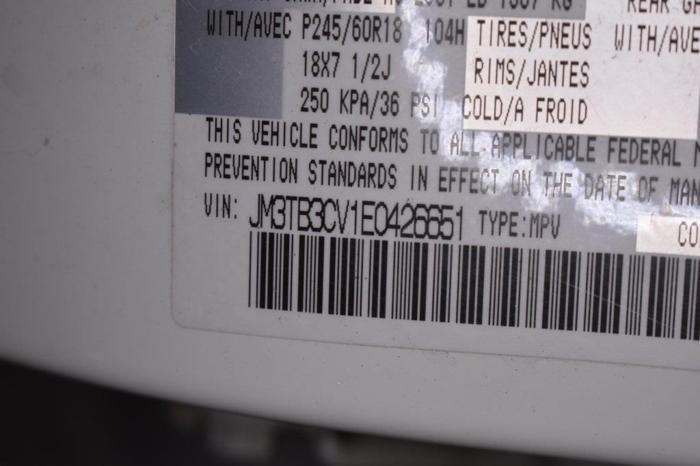 WITH/AVEC P245/60R18 104H TIRES/PNEUS WITH/AVE
18X7 1/2J RIMS/JANTES
250 KPA/36 PSI COLD/A FROID
THIS VEHICLE CONFORMS TO ALL APPLICABLE FEDERAL M
PREVENTION STANDARDS IN EFFECT ON THE DATE OF MAN
VIN: JM3TB3CV1E0426651 TYPE:MPV CO